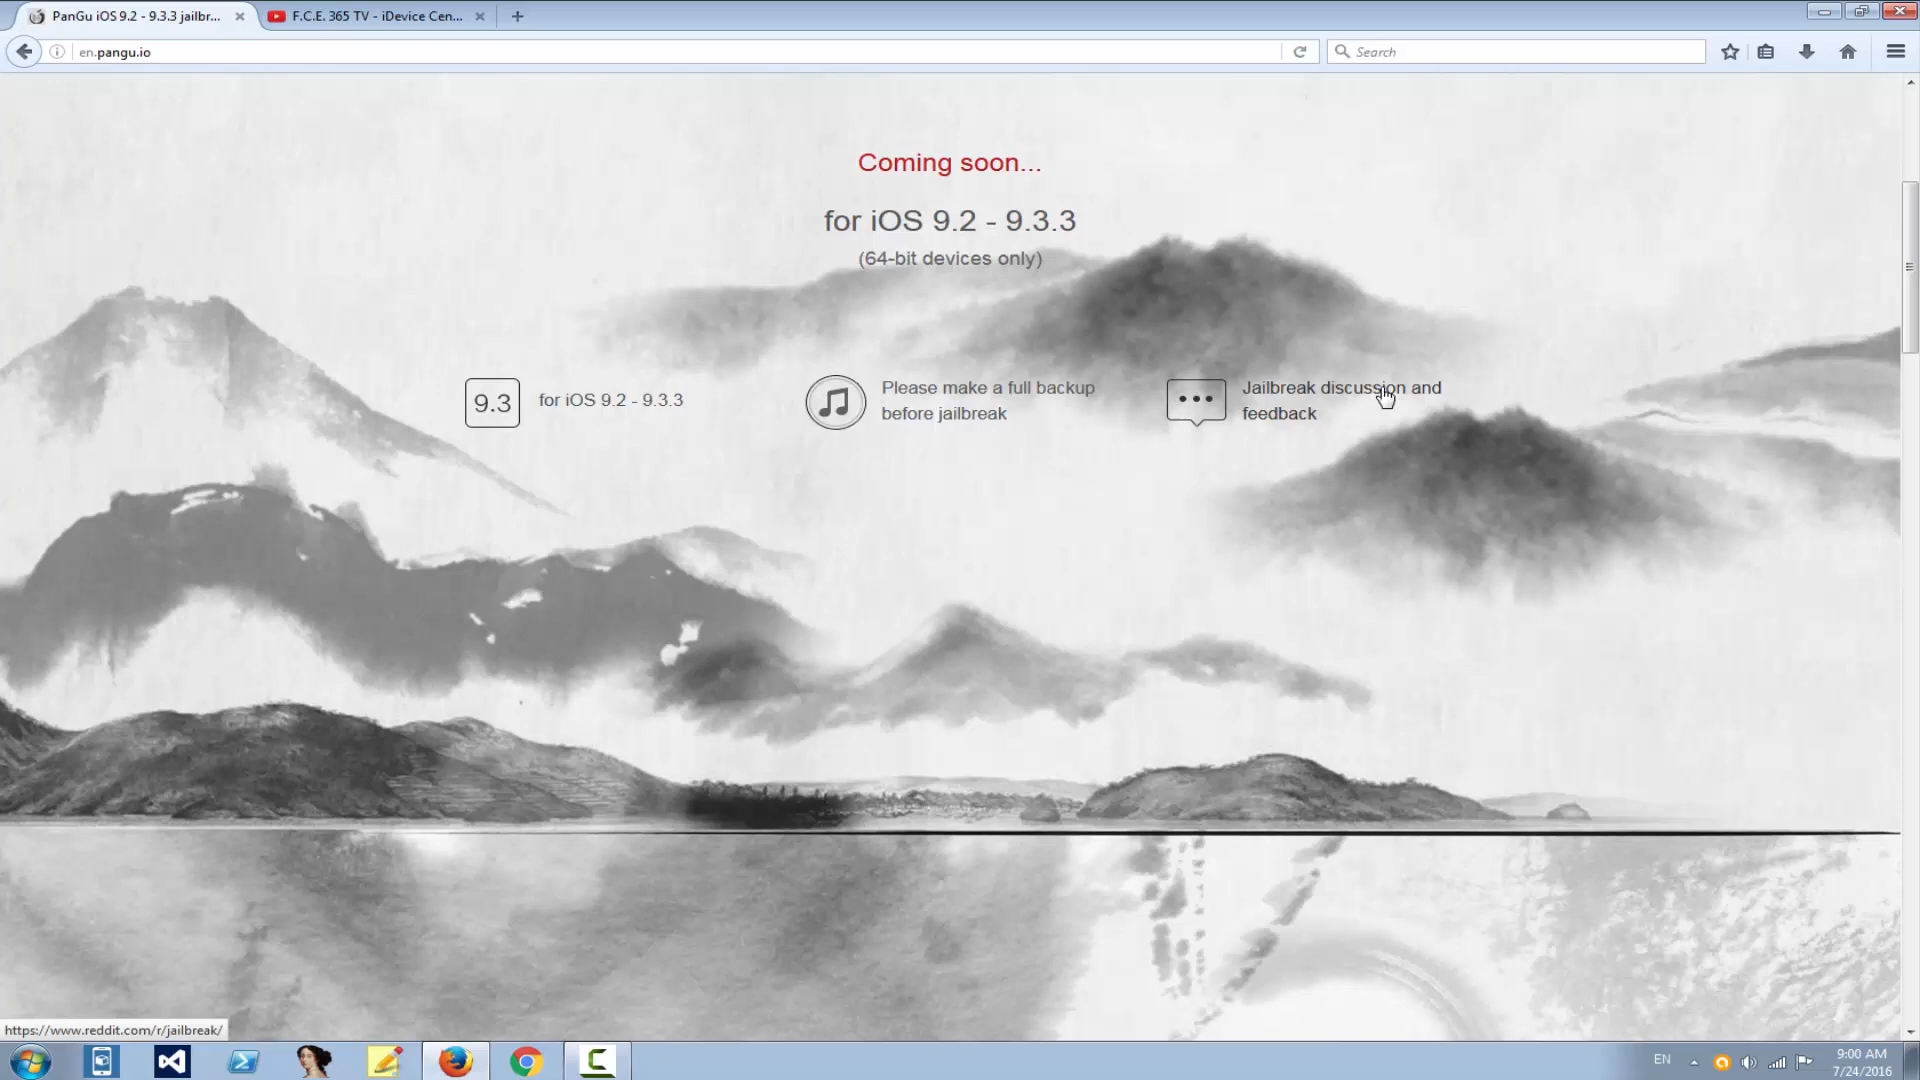 PanGu iOS 9.2 - 9.3.3 jailbr...
F.C.E. 365 TV - iDevice Cen...
en.pangu.io
Search
Coming soon...
for iOS 9.2 - 9.3.3
(64-bit devices only)
9.3
for iOS 9.2 - 9.3.3
Please make a full backup
before jailbreak
Jailbreak discussion and
feedback
https://www.reddit.com/r/jailbreak/
EN
9:00 AM
7/24/2016